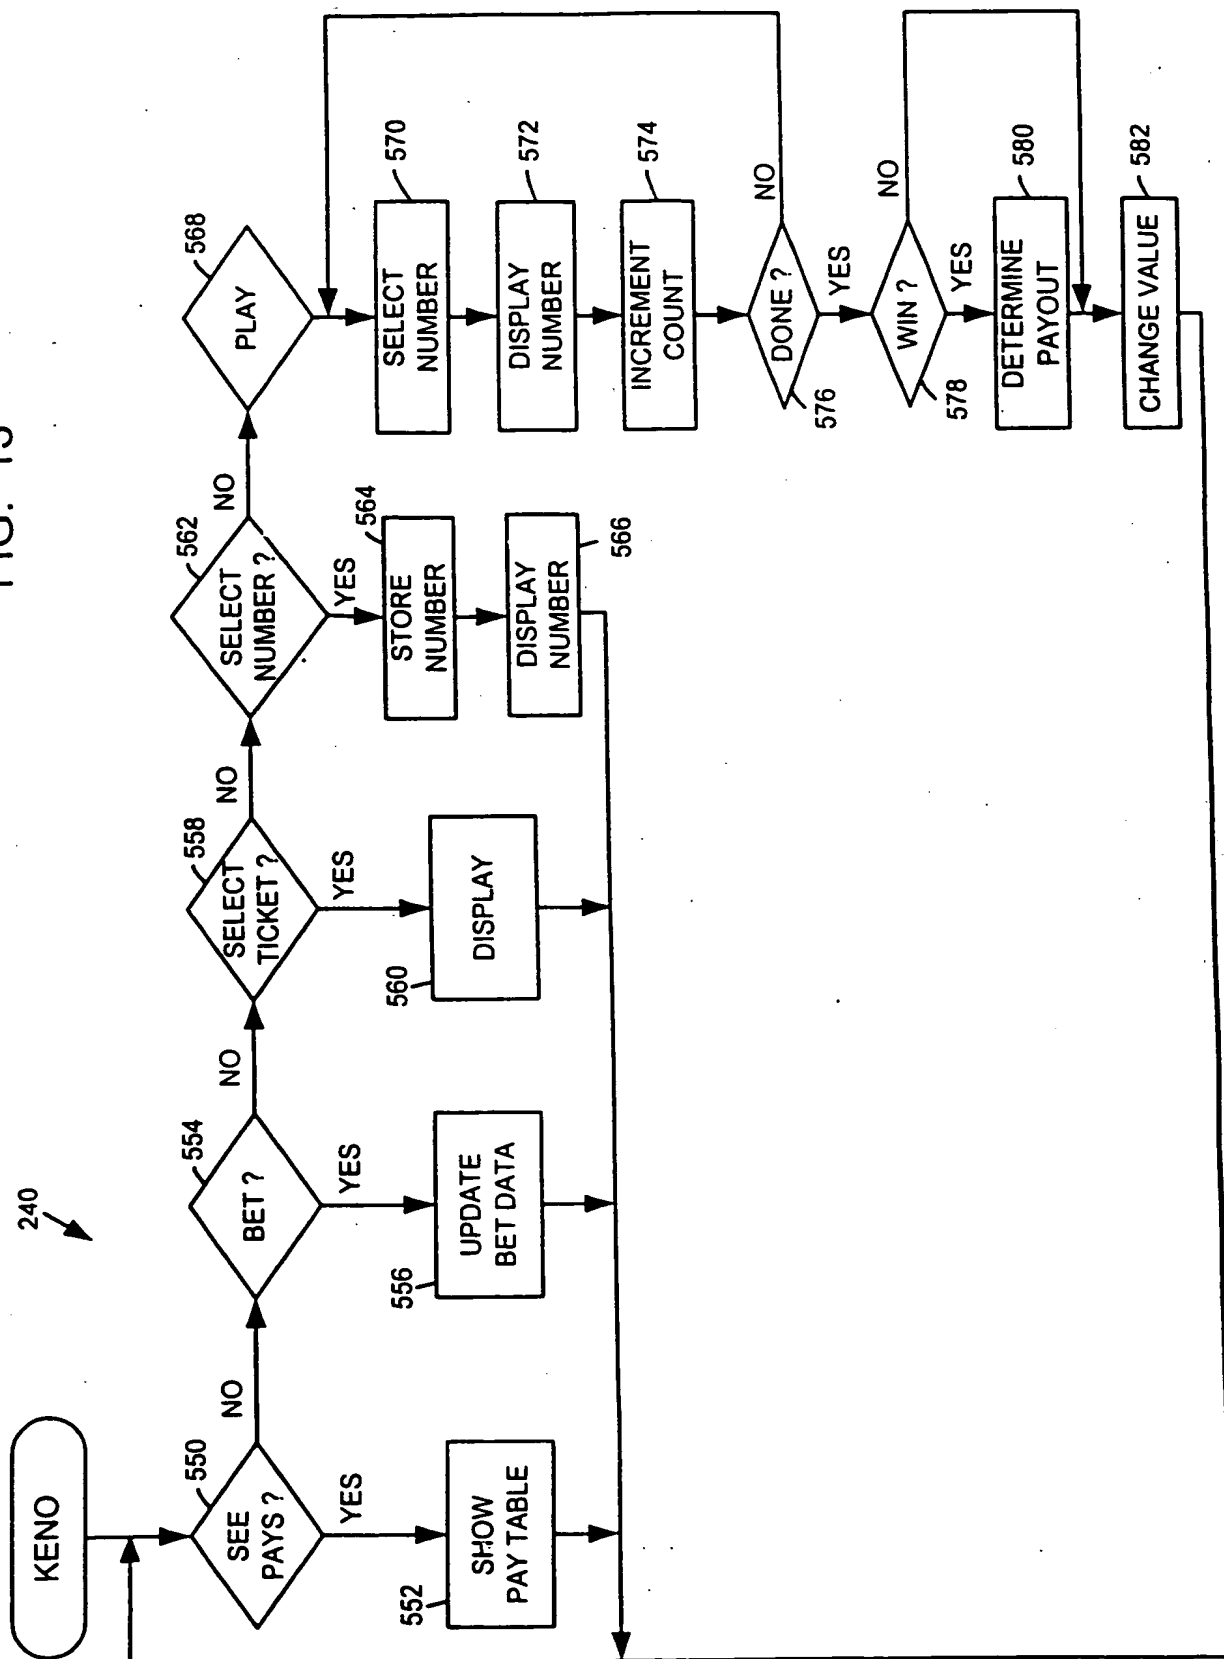 FIG. 15
240
KENO
550
SEE
PAYS ?
NO
YES
552
SHOW
PAY TABLE
554
BET ?
NO
YES
556
UPDATE
BET DATA
558
SELECT
TICKET ?
NO
YES
560
DISPLAY
562
SELECT
NUMBER ?
NO
YES
564
STORE
NUMBER
566
DISPLAY
NUMBER
568
PLAY
570
SELECT
NUMBER
572
DISPLAY
NUMBER
574
INCREMENT
COUNT
DONE ?
576
NO
YES
WIN ?
578
NO
YES
580
DETERMINE
PAYOUT
582
CHANGE VALUE